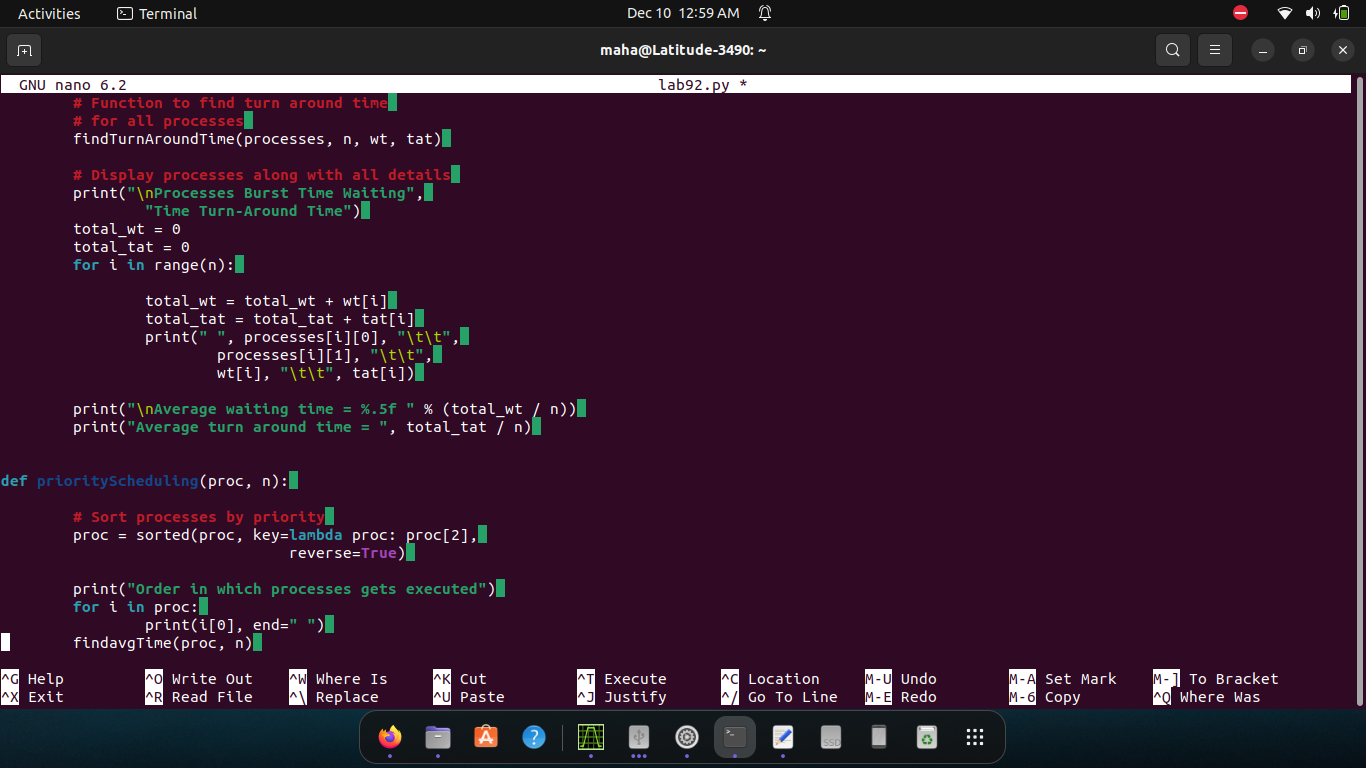 Activities Terminal Dec 10 12:59 AM
maha@Latitude-3490: ~
GNU nano 6.2 lab92.py *
# Function to find turn around time
# for all processes
findTurnAroundTime(processes, n, wt, tat)
# Display processes along with all details
print("\nProcesses Burst Time Waiting",
"Time Turn-Around Time")
total_wt = 0
total_tat = 0
for i in range(n):
total_wt = total_wt + wt[i]
total_tat = total_tat + tat[i]
print(" ", processes[i][0], "\t\t",
processes[i][1], "\t\t",
wt[i], "\t\t", tat[i])
print("\nAverage waiting time = %.5f " % (total_wt / n))
print("Average turn around time = ", total_tat / n)
def priorityScheduling(proc, n):
# Sort processes by priority
proc = sorted(proc, key=lambda proc: proc[2],
reverse=True)
print("Order in which processes gets executed")
for i in proc:
print(i[0], end=" ")
findavgTime(proc, n)
^G Help ^O Write Out ^W Where Is ^K Cut ^T Execute ^C Location M-U Undo M-A Set Mark M-] To Bracket
^X Exit ^R Read File ^\ Replace ^U Paste ^J Justify ^/ Go To Line M-E Redo M-6 Copy ^Q Where Was
SSD